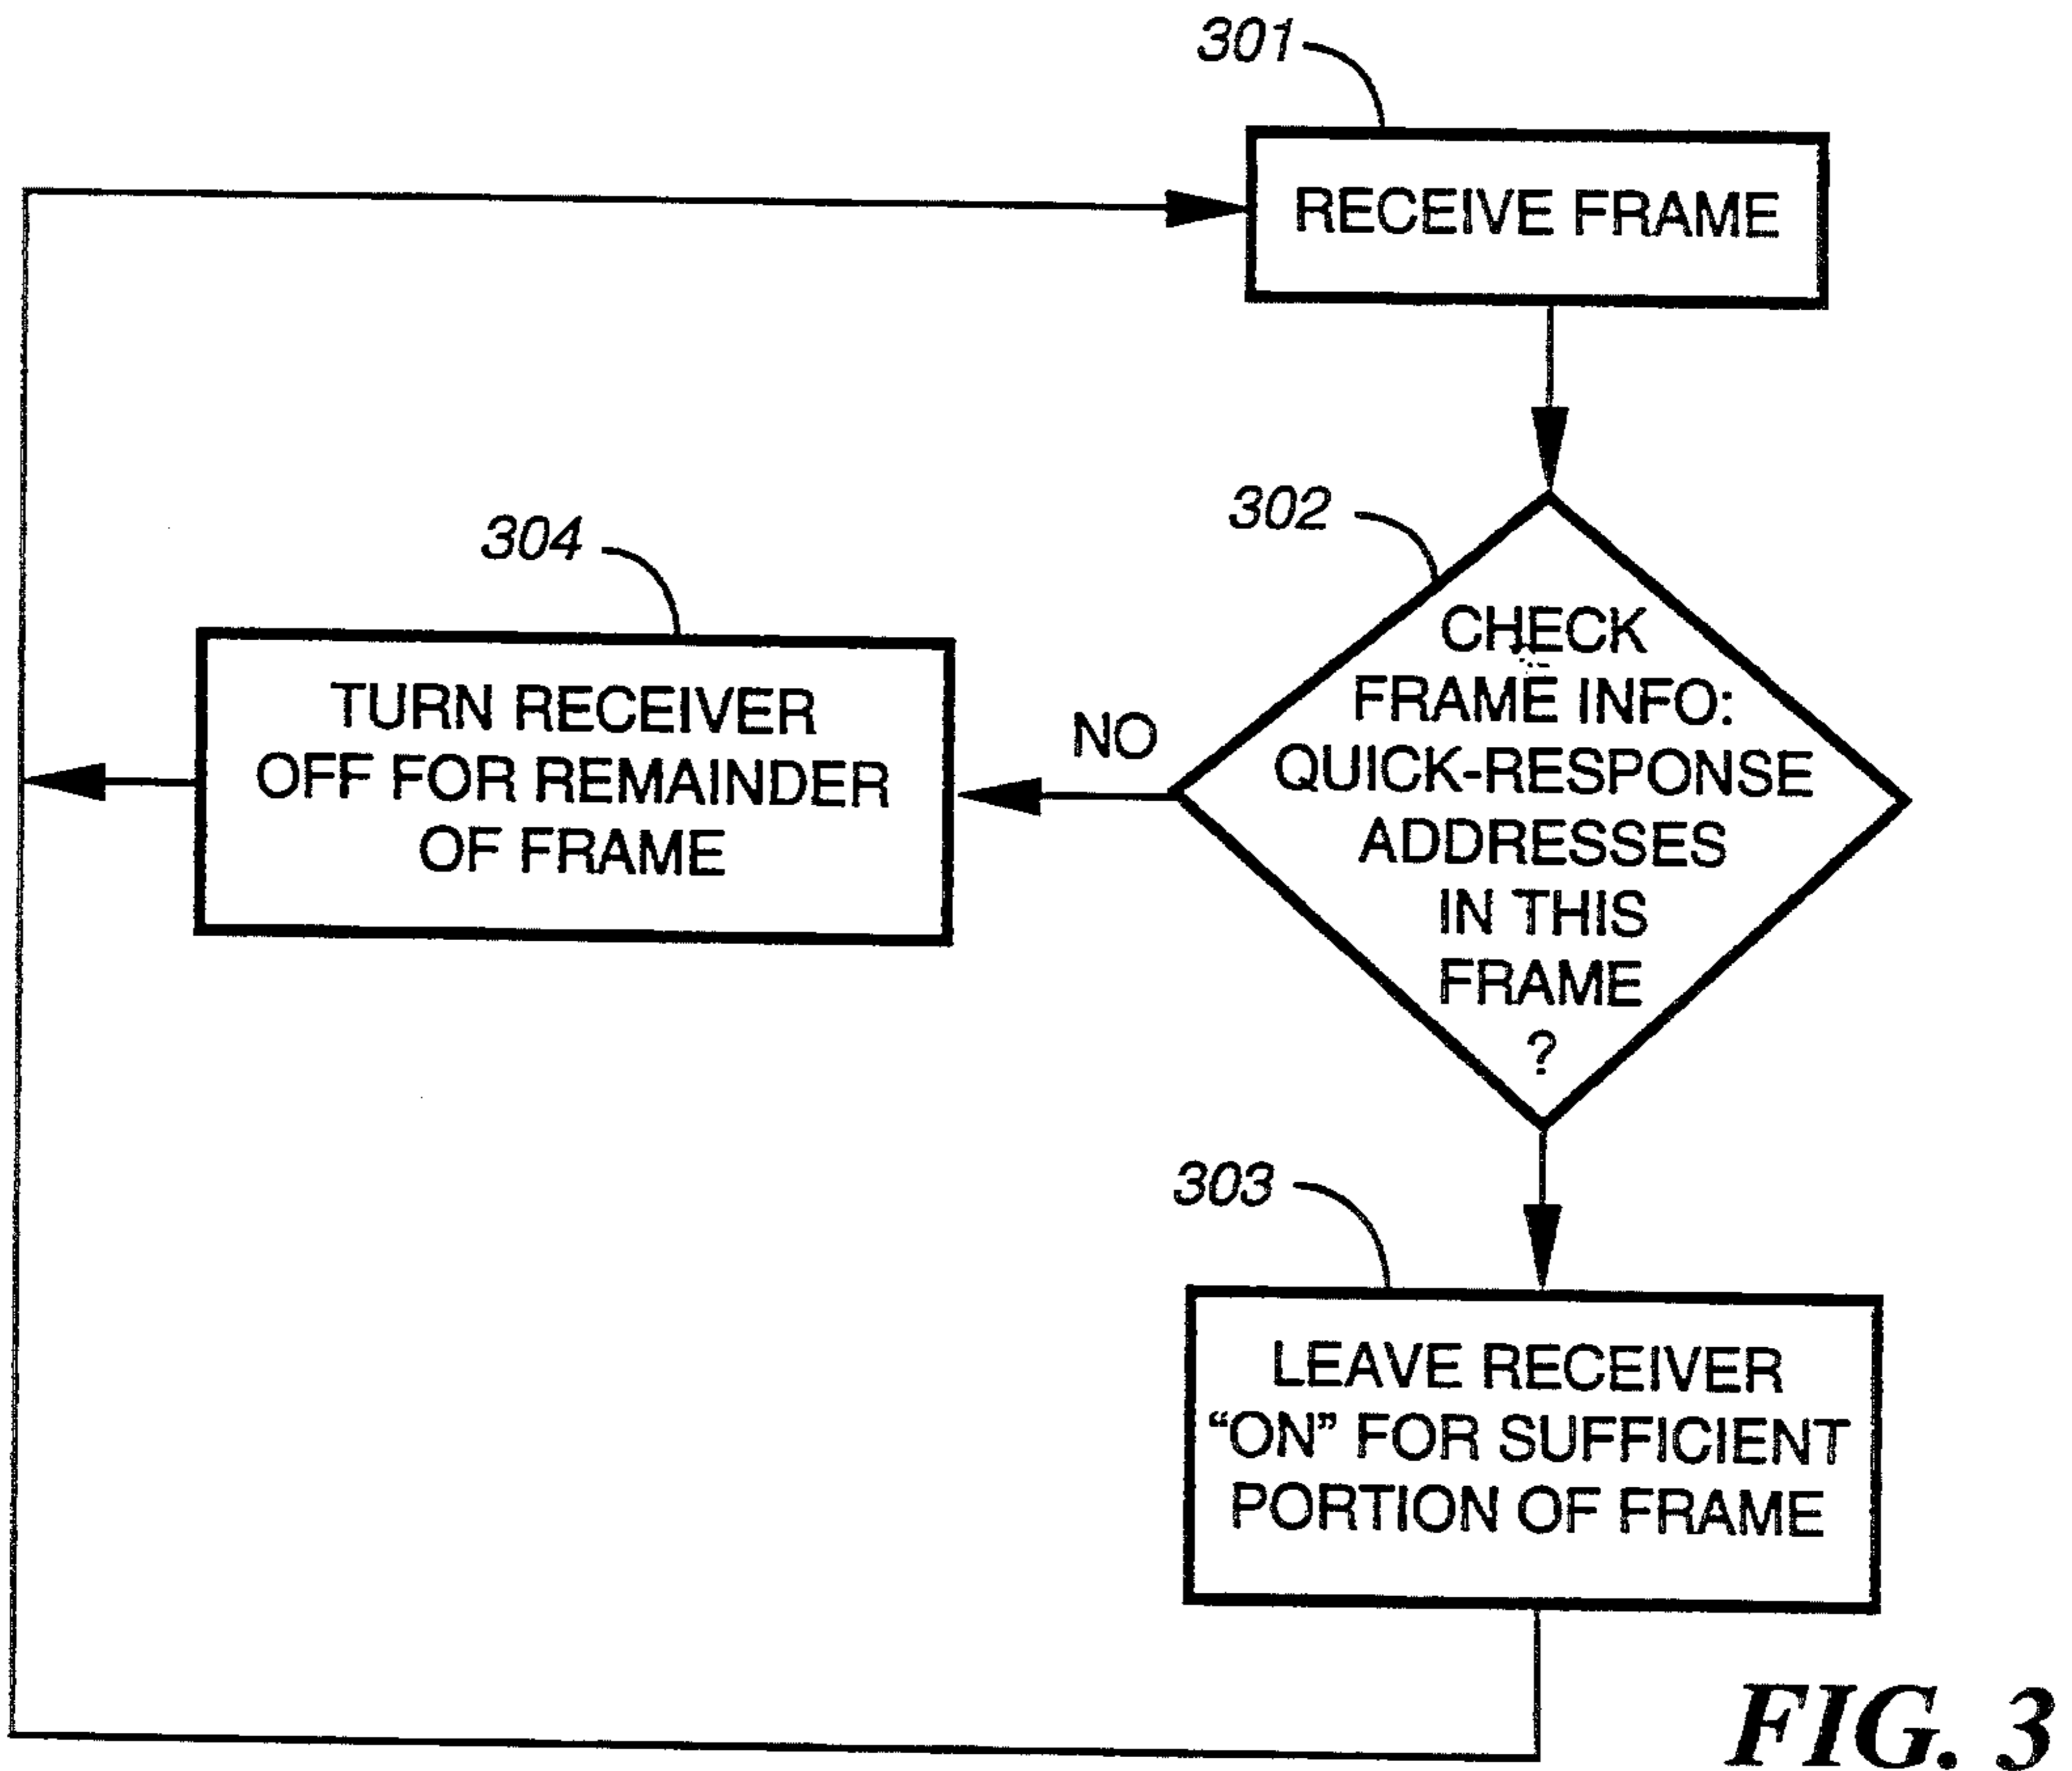 301
RECEIVE FRAME
302
CHECK
FRAME INFO:
QUICK-RESPONSE
ADDRESSES
IN THIS
FRAME
?
NO
304
TURN RECEIVER
OFF FOR REMAINDER
OF FRAME
303
LEAVE RECEIVER
“ON” FOR SUFFICIENT
PORTION OF FRAME
FIG. 3